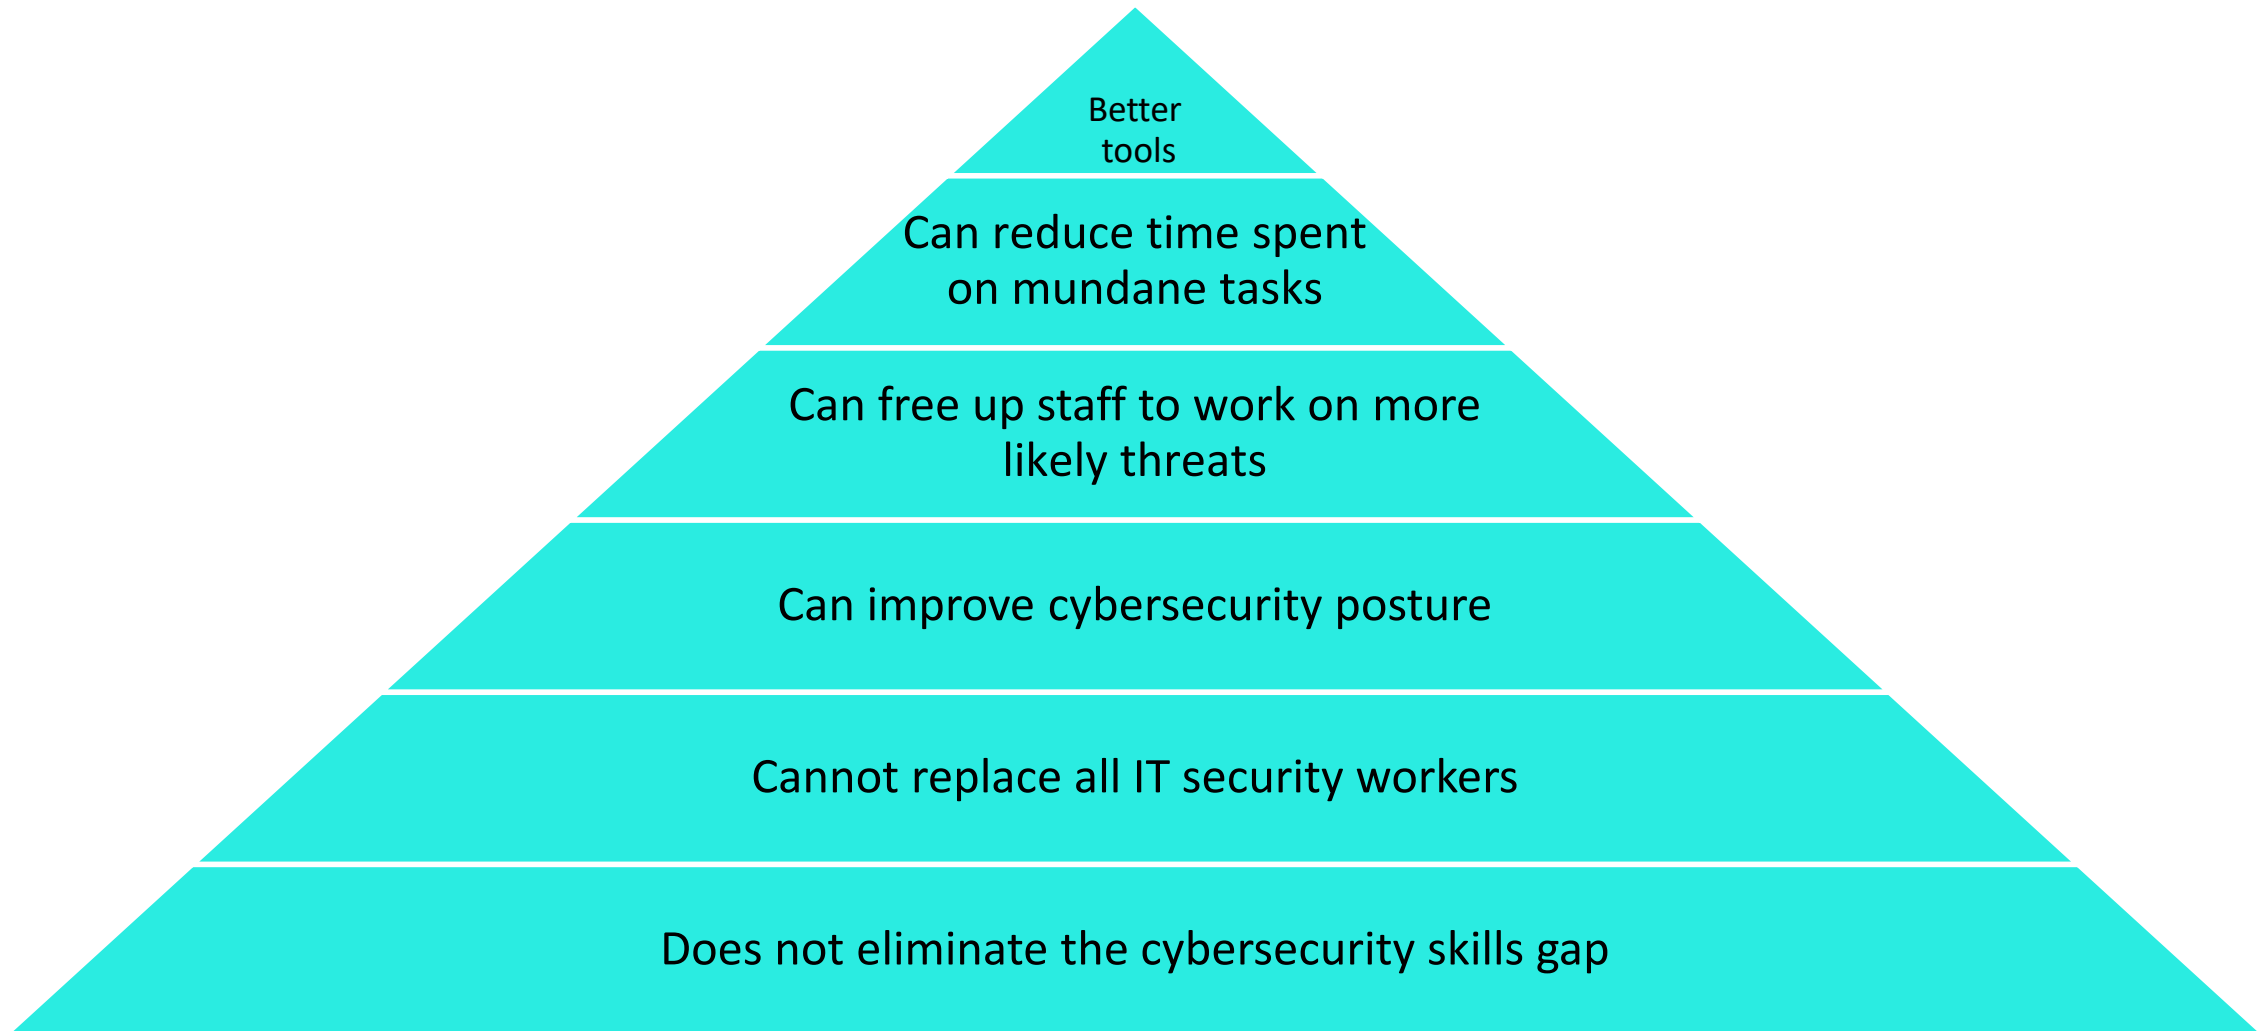 Better
tools
Can reduce time spent
on mundane tasks
Can free up staff to work on more
likely threats
Can improve cybersecurity posture
Cannot replace all IT security workers
Does not eliminate the cybersecurity skills gap